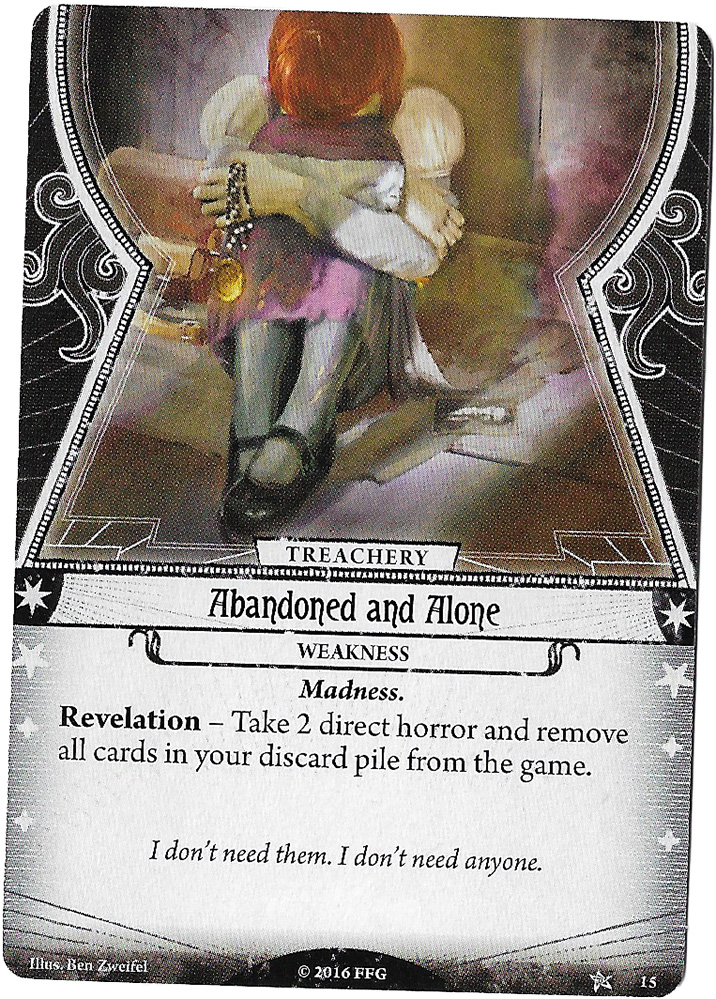 TREACHERY
Abandoned and Alone
WEAKNESS
Madness.
Revelation – Take 2 direct horror and remove
all cards in your discard pile from the game.
I don't need them. I don't need anyone.
Illus. Ben Zweifel
© 2016 FFG
15